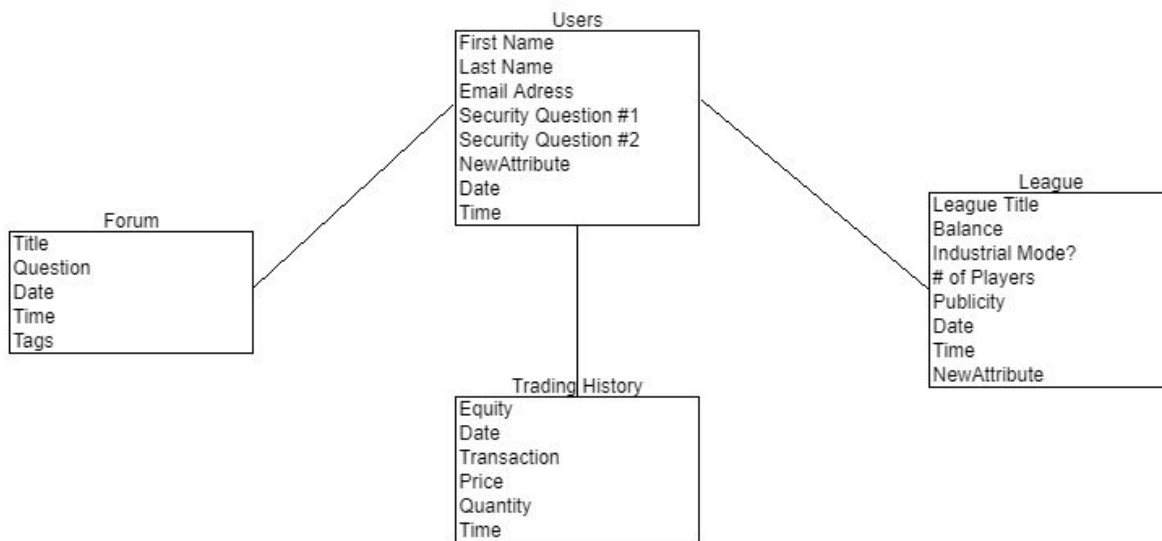 Users
First Name
Last Name
Email Adress
Security Question #1
Security Question #2
NewAttribute
Date
Time
Forum
Title
Question
Date
Time
Tags
League
League Title
Balance
Industrial Mode?
# of Players
Publicity
Date
Time
NewAttribute
Trading History
Equity
Date
Transaction
Price
Quantity
Time